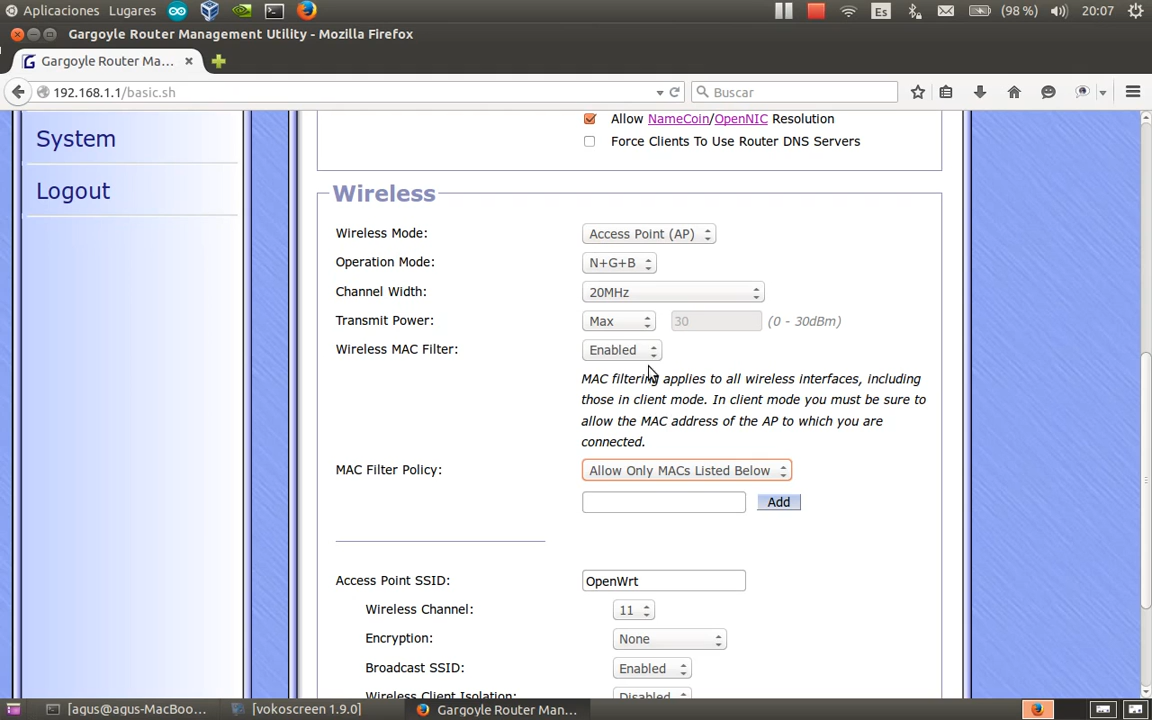 Aplicaciones Lugares Es (98 %) 20:07
Gargoyle Router Management Utility - Mozilla Firefox
Gargoyle Router Ma...
192.168.1.1/basic.sh Buscar
System
Logout
Allow NameCoin/OpenNIC Resolution
Force Clients To Use Router DNS Servers
Wireless
Wireless Mode: Access Point (AP)
Operation Mode: N+G+B
Channel Width: 20MHz
Transmit Power: Max 30 (0 - 30dBm)
Wireless MAC Filter: Enabled
MAC filtering applies to all wireless interfaces, including
those in client mode. In client mode you must be sure to
allow the MAC address of the AP to which you are
connected.
MAC Filter Policy: Allow Only MACs Listed Below
Add
Access Point SSID: OpenWrt
Wireless Channel: 11
Encryption: None
Broadcast SSID: Enabled
Wireless Client Isolation: Disabled
[agus@agus-MacBoo... [vokoscreen 1.9.0] Gargoyle Router Man...